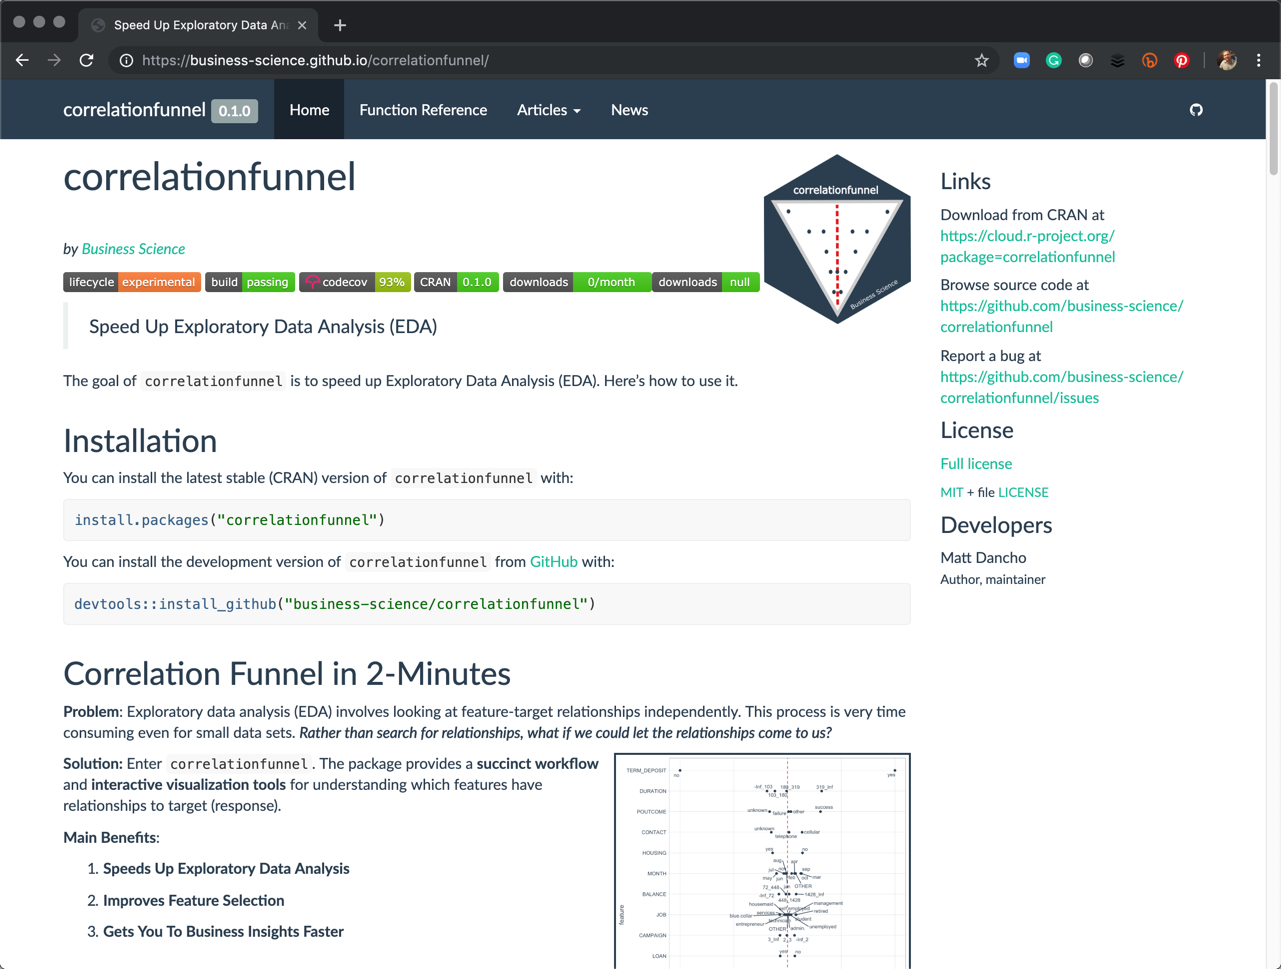 Speed Up Exploratory Data An
https://business-science.github.io/correlationfunnel/
correlationfunnel 0.1.0 Home Function Reference Articles News
correlationfunnel
by Business Science
lifecycle experimental build passing codecov 93% CRAN 0.1.0 downloads 0/month downloads null
correlationfunnel
Business Science
Speed Up Exploratory Data Analysis (EDA)
The goal of correlationfunnel is to speed up Exploratory Data Analysis (EDA). Here's how to use it.
Installation
You can install the latest stable (CRAN) version of correlationfunnel with:
install.packages("correlationfunnel")
You can install the development version of correlationfunnel from GitHub with:
devtools::install_github("business-science/correlationfunnel")
Correlation Funnel in 2-Minutes
Problem: Exploratory data analysis (EDA) involves looking at feature-target relationships independently. This process is very time
consuming even for small data sets. Rather than search for relationships, what if we could let the relationships come to us?
Solution: Enter correlationfunnel. The package provides a succinct workflow
and interactive visualization tools for understanding which features have
relationships to target (response).
Main Benefits:
1. Speeds Up Exploratory Data Analysis
2. Improves Feature Selection
3. Gets You To Business Insights Faster
feature
TERM_DEPOSIT no yes
DURATION -Inf_103 103_180 180_319 319_Inf
POUTCOME unknown failure other success
CONTACT unknown telephone cellular
HOUSING yes no
MONTH aug apr jul nov sep may jun feb oct mar jan OTHER
BALANCE 72_448 -Inf_72 448_1428 1428_Inf
JOB housemaid self-employed management blue-collar services retired technician student entrepreneur OTHER admin. unemployed
CAMPAIGN 3_Inf 2_3 -Inf_2
LOAN yes no
Links
Download from CRAN at
https://cloud.r-project.org/
package=correlationfunnel
Browse source code at
https://github.com/business-science/
correlationfunnel
Report a bug at
https://github.com/business-science/
correlationfunnel/issues
License
Full license
MIT + file LICENSE
Developers
Matt Dancho
Author, maintainer